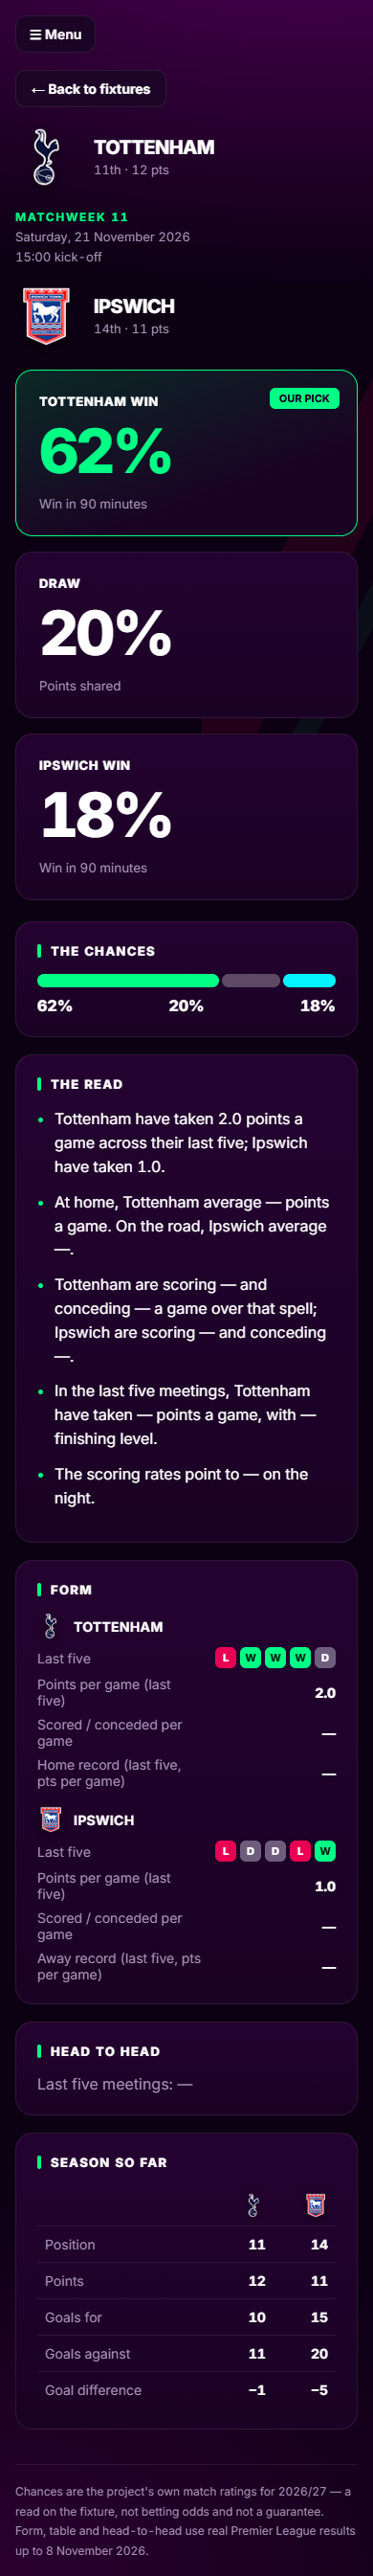 ☰ Menu
← Back to fixtures
TOTTENHAM
11th · 12 pts
MATCHWEEK 11
Saturday, 21 November 2026
15:00 kick-off
IPSWICH TOWN
IPSWICH
14th · 11 pts
TOTTENHAM WIN
OUR PICK
62%
Win in 90 minutes
DRAW
20%
Points shared
IPSWICH WIN
18%
Win in 90 minutes
THE CHANCES
62% 20% 18%
THE READ
• Tottenham have taken 2.0 points a
game across their last five; Ipswich
have taken 1.0.
• At home, Tottenham average — points
a game. On the road, Ipswich average
—.
• Tottenham are scoring — and
conceding — a game over that spell;
Ipswich are scoring — and conceding
—.
• In the last five meetings, Tottenham
have taken — points a game, with —
finishing level.
• The scoring rates point to — on the
night.
FORM
TOTTENHAM
Last five L W W W D
Points per game (last
five) 2.0
Scored / conceded per
game —
Home record (last five,
pts per game) —
IPSWICH
Last five L D D L W
Points per game (last
five) 1.0
Scored / conceded per
game —
Away record (last five, pts
per game) —
HEAD TO HEAD
Last five meetings: —
SEASON SO FAR
Position 11 14
Points 12 11
Goals for 10 15
Goals against 11 20
Goal difference −1 −5
Chances are the project's own match ratings for 2026/27 — a
read on the fixture, not betting odds and not a guarantee.
Form, table and head-to-head use real Premier League results
up to 8 November 2026.